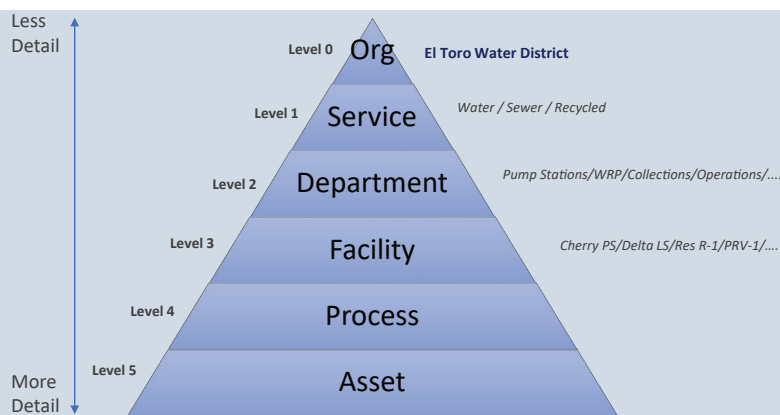 Less
Detail
Level 0
Org
El Toro Water District
Level 1
Service
Water / Sewer / Recycled
Level 2
Department
Pump Stations/WRP/Collections/Operations/....
Level 3
Facility
Cherry PS/Delta LS/Res R-1/PRV-1/....
Level 4
Process
Level 5
Asset
More
Detail